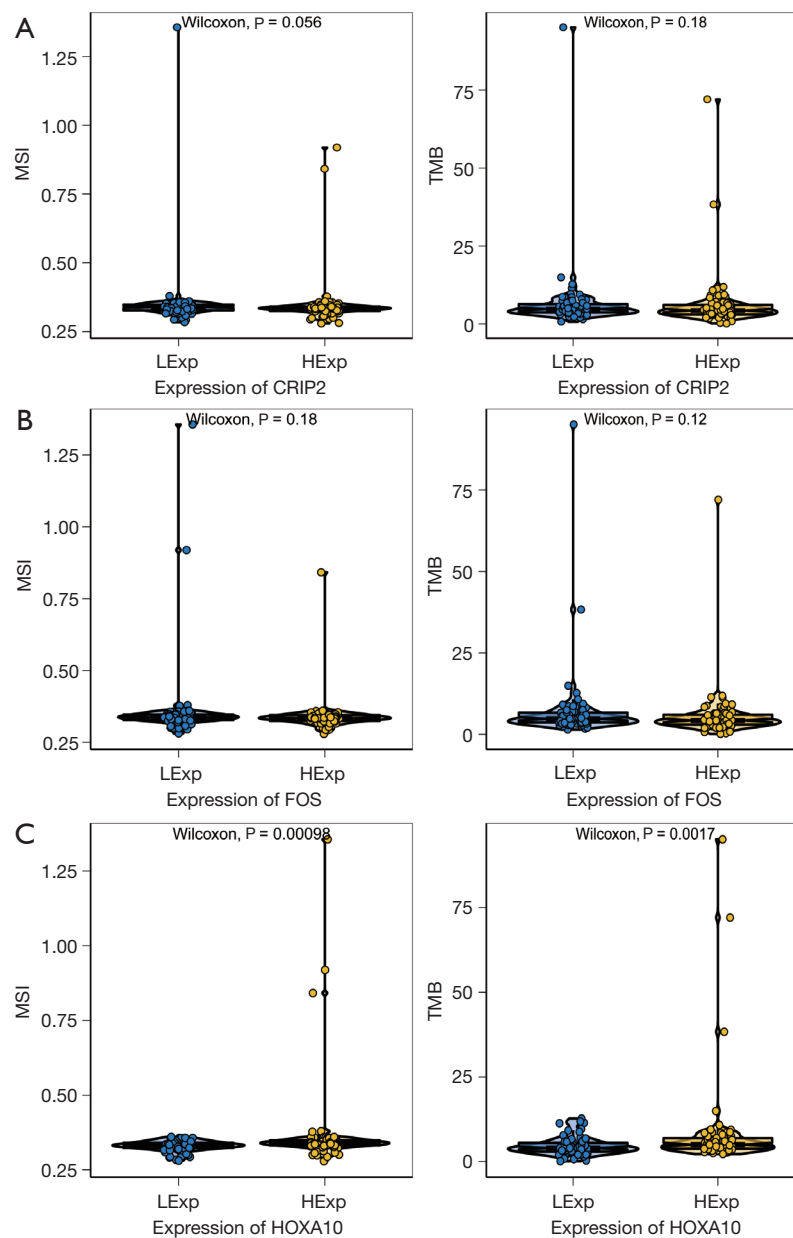 A
Wilcoxon, P = 0.056
MSI
1.25
1.00
0.75
0.50
0.25
LExp
HExp
Expression of CRIP2
Wilcoxon, P = 0.18
TMB
75
50
25
0
LExp
HExp
Expression of CRIP2
B
Wilcoxon, P = 0.18
MSI
1.25
1.00
0.75
0.50
0.25
LExp
HExp
Expression of FOS
Wilcoxon, P = 0.12
TMB
75
50
25
0
LExp
HExp
Expression of FOS
C
Wilcoxon, P = 0.00098
MSI
1.25
1.00
0.75
0.50
0.25
LExp
HExp
Expression of HOXA10
Wilcoxon, P = 0.0017
TMB
75
50
25
0
LExp
HExp
Expression of HOXA10